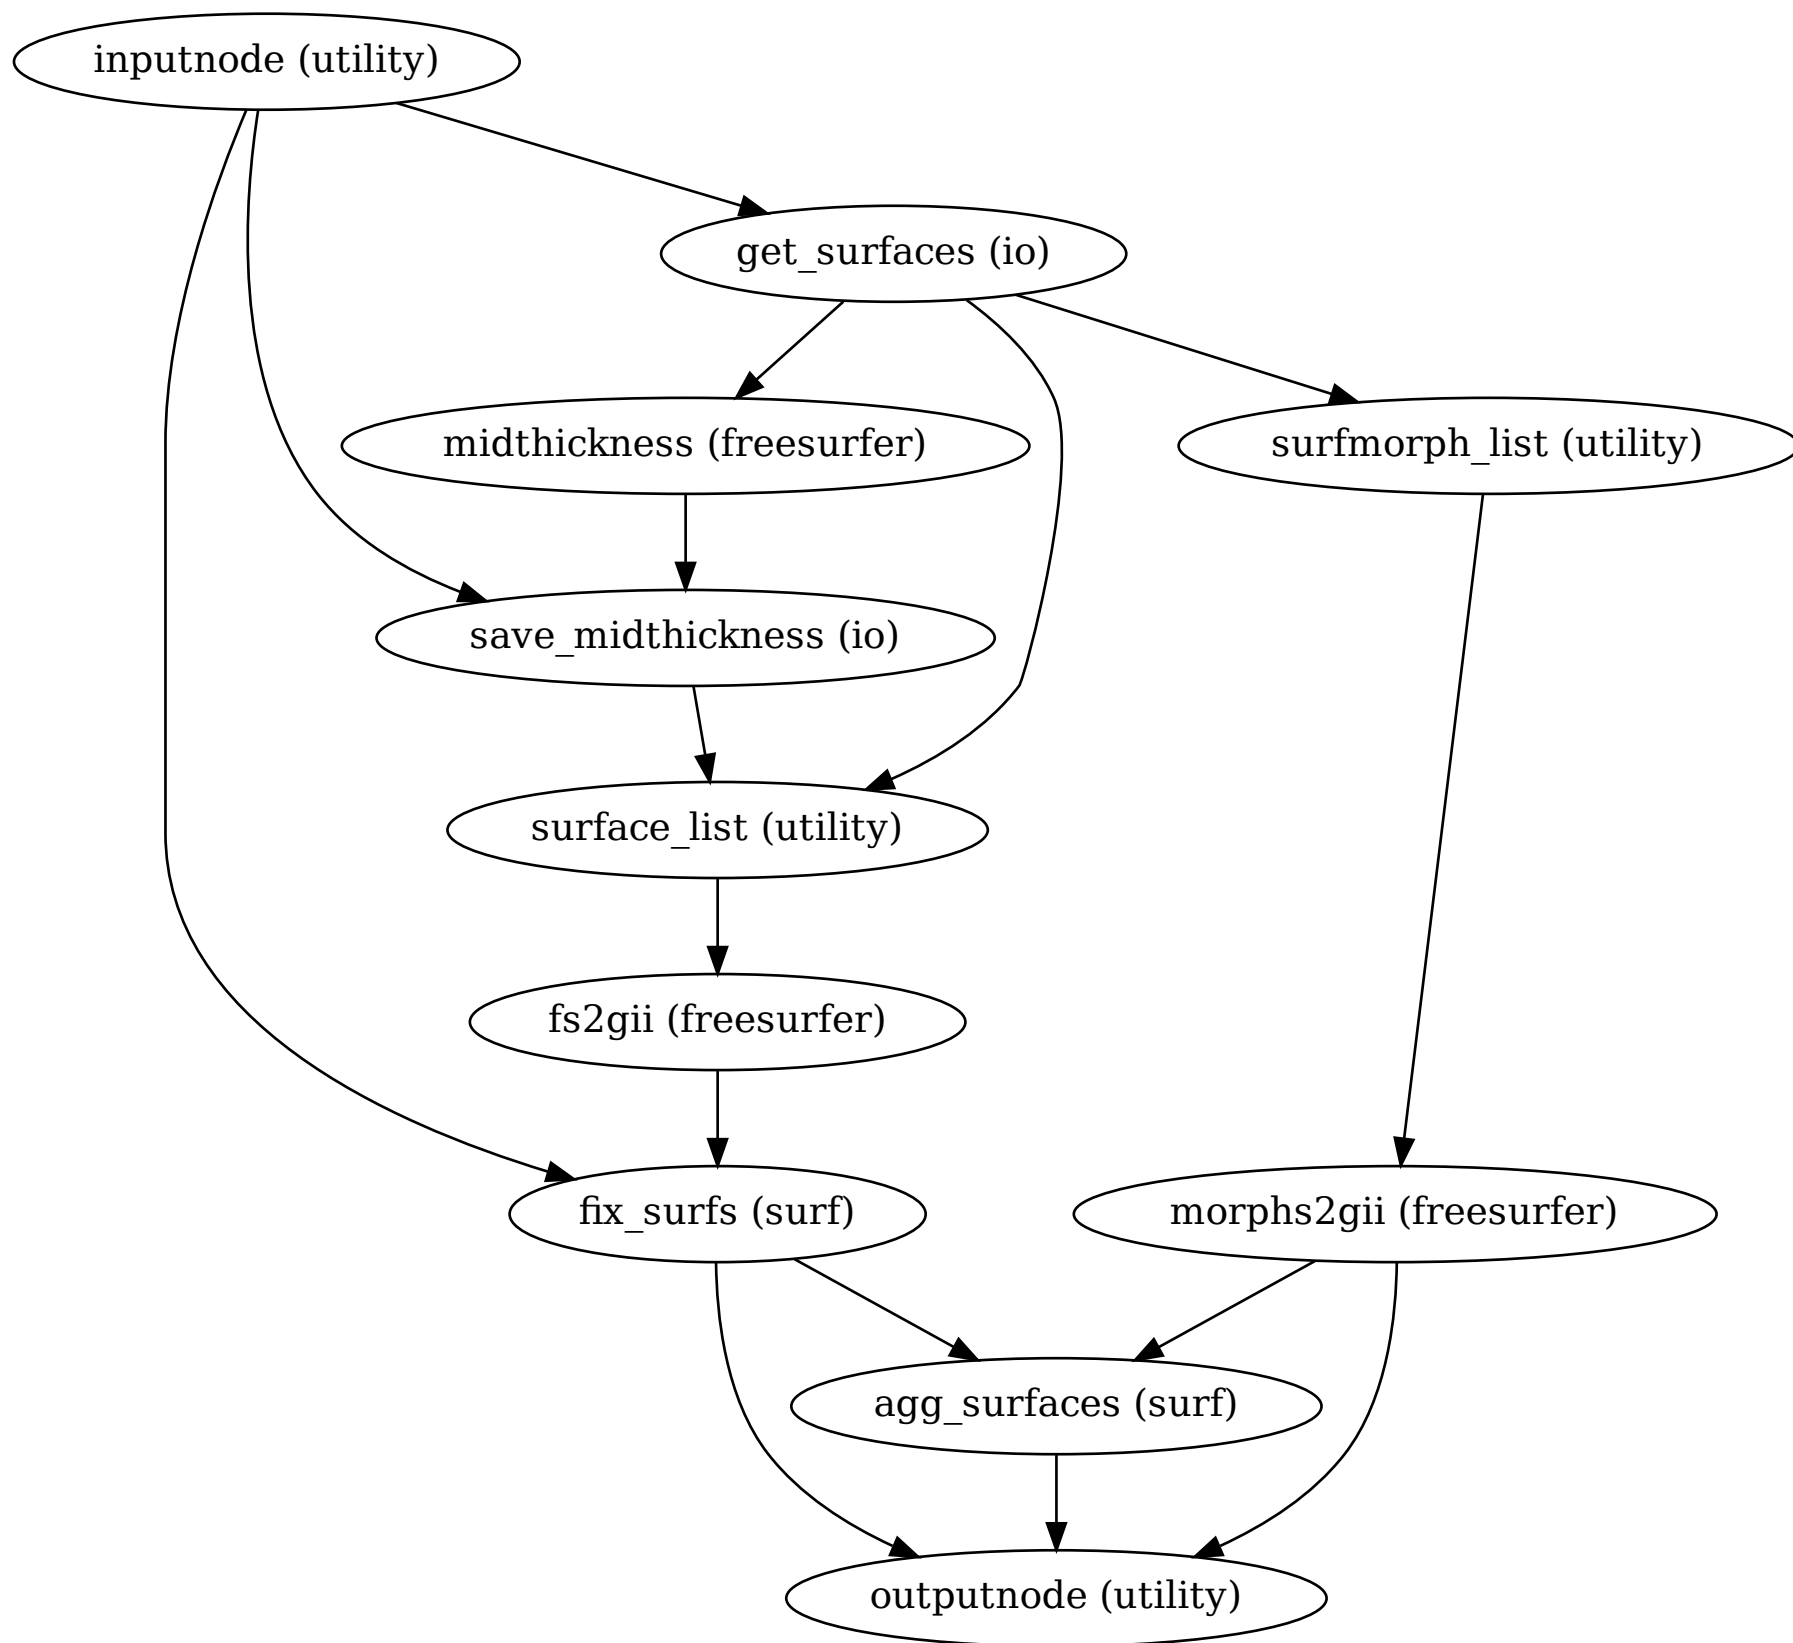 inputnode (utility)
get_surfaces (io)
midthickness (freesurfer)
surfmorph_list (utility)
save_midthickness (io)
surface_list (utility)
fs2gii (freesurfer)
fix_surfs (surf)
morphs2gii (freesurfer)
agg_surfaces (surf)
outputnode (utility)